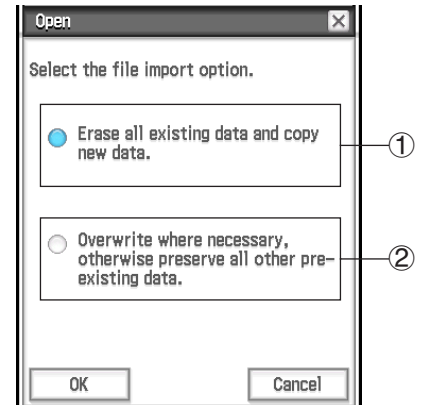 Open
Select the file import option.
Erase all existing data and copy
new data.
①
Overwrite where necessary,
otherwise preserve all other pre-
existing data.
②
OK
Cancel